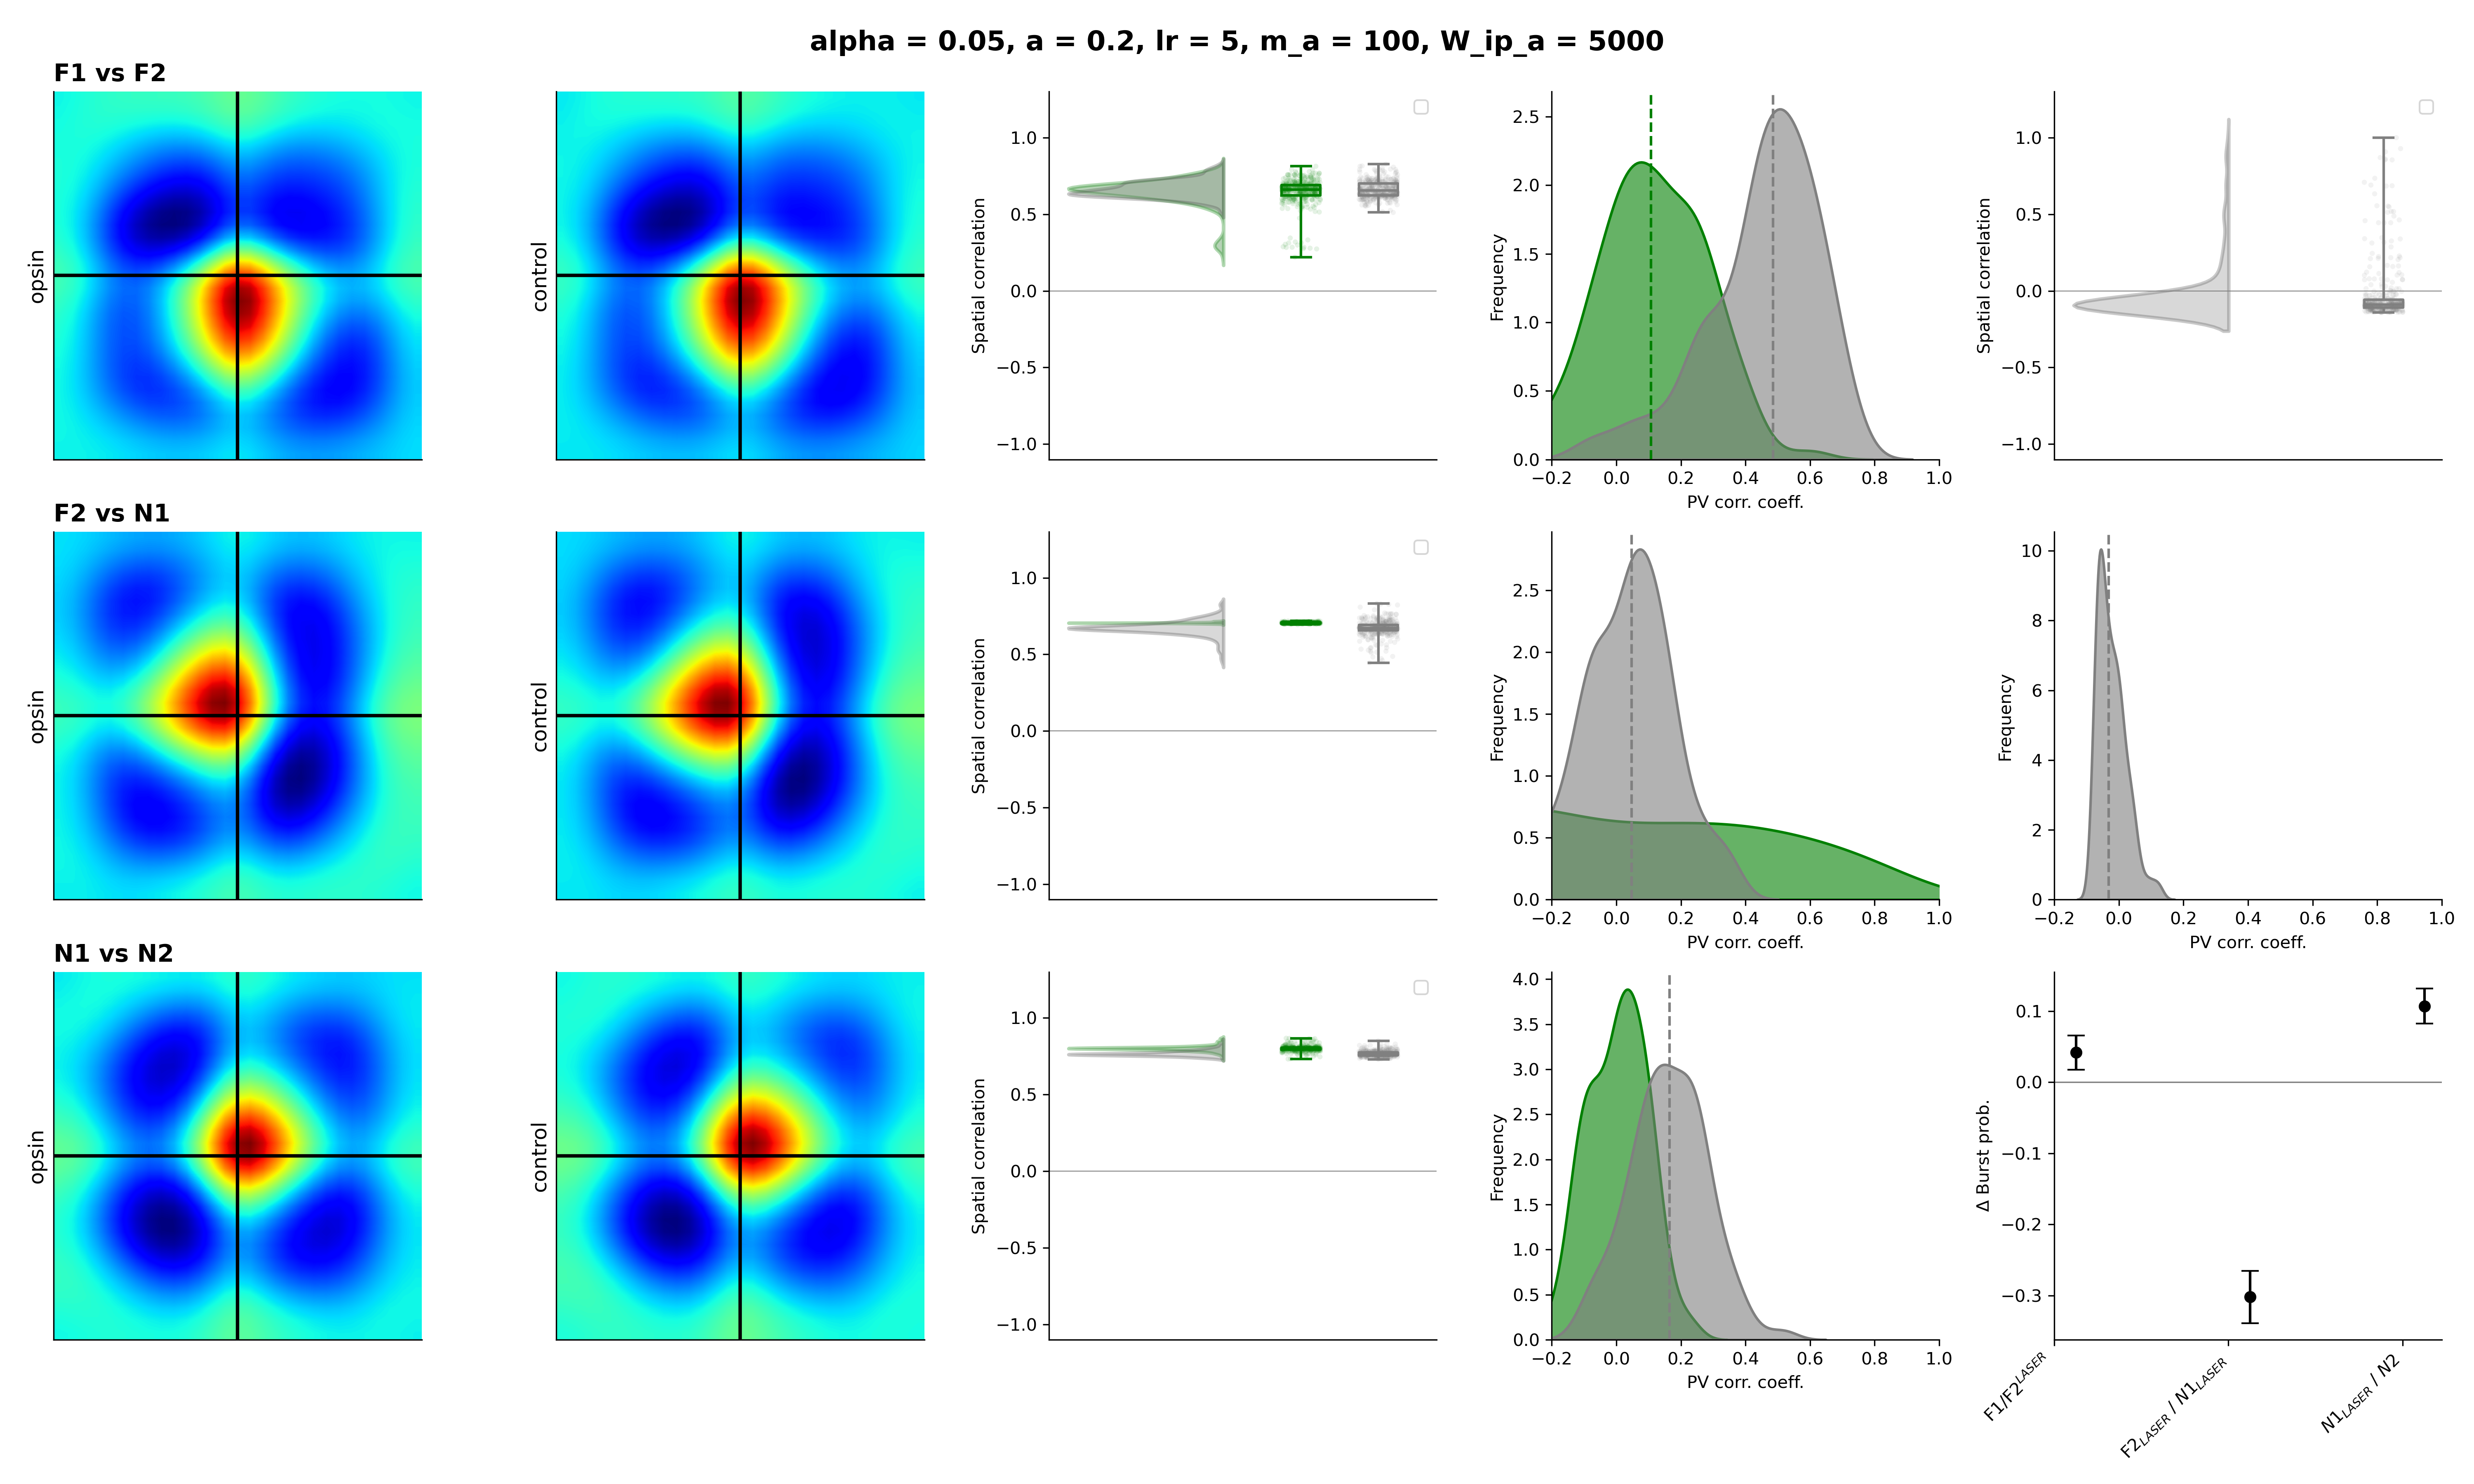 alpha = 0.05, a = 0.2, lr = 5, m_a = 100, W_ip_a = 5000
F1 vs F2
opsin
control
Spatial correlation
1.0
0.5
0.0
−0.5
−1.0
Frequency
2.5
2.0
1.5
1.0
0.5
0.0
−0.2 0.0 0.2 0.4 0.6 0.8 1.0
PV corr. coeff.
Spatial correlation
1.0
0.5
0.0
−0.5
−1.0
F2 vs N1
opsin
control
Spatial correlation
1.0
0.5
0.0
−0.5
−1.0
Frequency
2.5
2.0
1.5
1.0
0.5
0.0
−0.2 0.0 0.2 0.4 0.6 0.8 1.0
PV corr. coeff.
Frequency
10
8
6
4
2
0
−0.2 0.0 0.2 0.4 0.6 0.8 1.0
PV corr. coeff.
N1 vs N2
opsin
control
Spatial correlation
1.0
0.5
0.0
−0.5
−1.0
Frequency
4.0
3.5
3.0
2.5
2.0
1.5
1.0
0.5
0.0
−0.2 0.0 0.2 0.4 0.6 0.8 1.0
PV corr. coeff.
Δ Burst prob.
0.1
0.0
−0.1
−0.2
−0.3
F1/F2^LASER
F2_LASER / N1_LASER
N1_LASER / N2